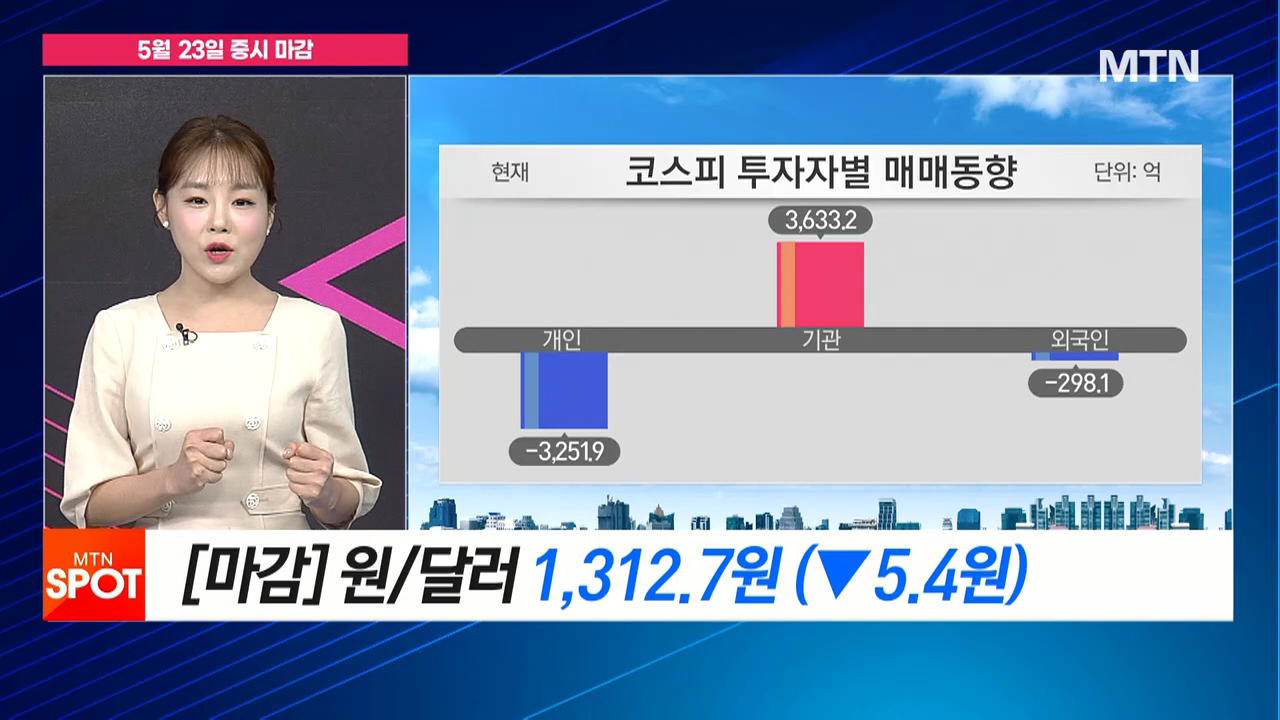 5월 23일 증시 마감
MTN
현재
코스피 투자자별 매매동향
단위: 억
3,633.2
개인
기관
외국인
-298.1
-3,251.9
MTN
SPOT
[마감] 원/달러 1,312.7원 (▼5.4원)